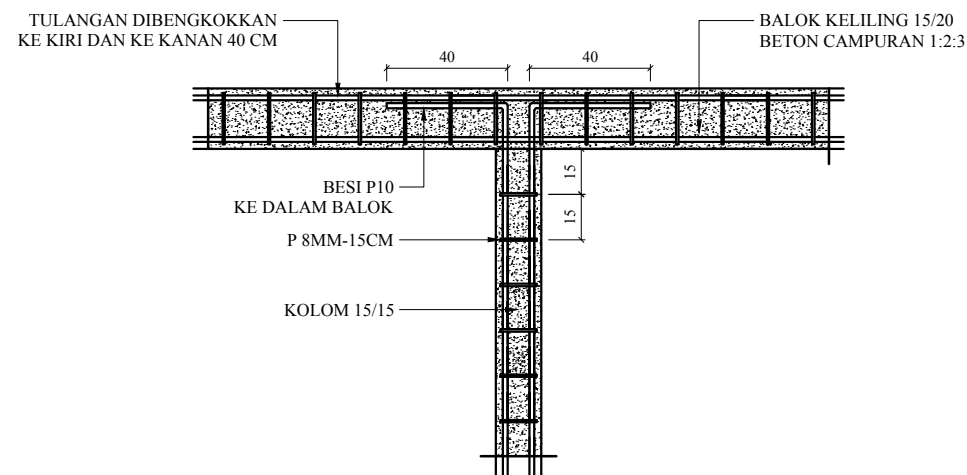 TULANGAN DIBENGKOKKAN
KE KIRI DAN KE KANAN 40 CM
BALOK KELILING 15/20
BETON CAMPURAN 1:2:3
40
40
15
15
BESI P10
KE DALAM BALOK
P 8MM-15CM
KOLOM 15/15